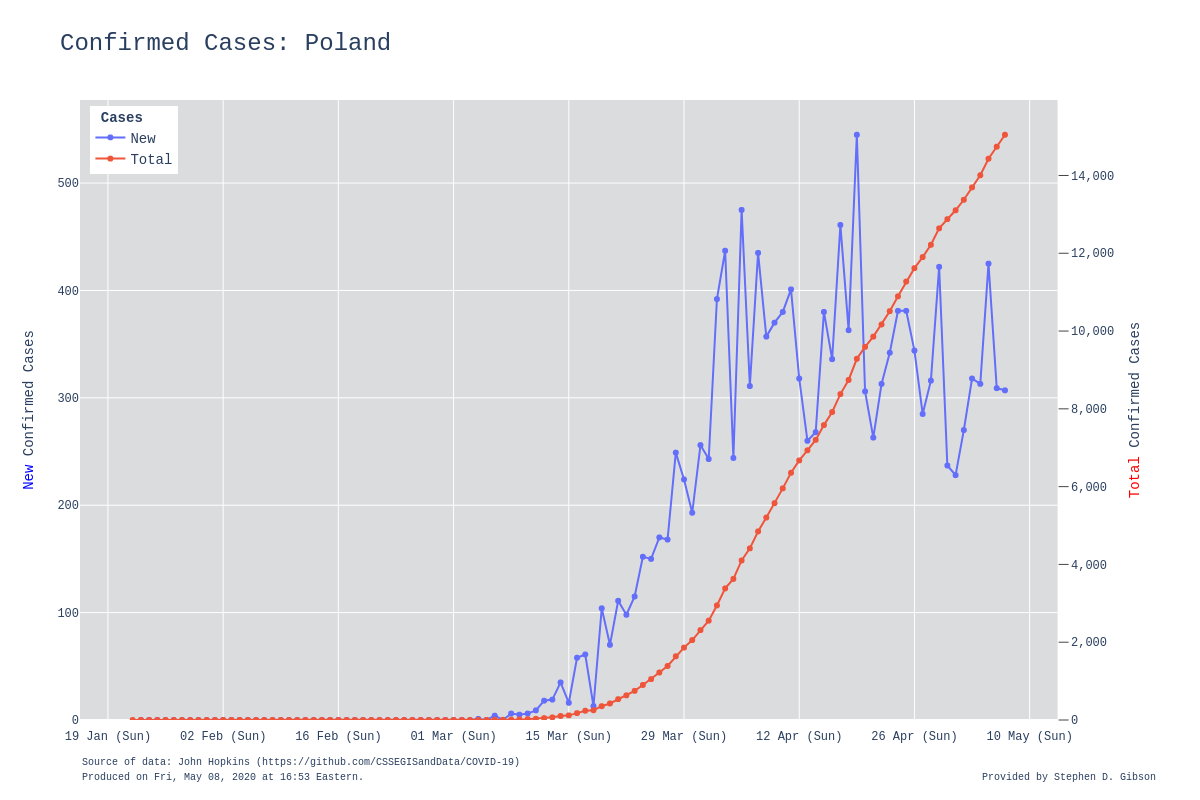 Confirmed Cases: Poland
Cases
New
Total
500
400
300
200
100
0
New Confirmed Cases
14,000
12,000
10,000
8,000
6,000
4,000
2,000
0
Total Confirmed Cases
19 Jan (Sun) 02 Feb (Sun) 16 Feb (Sun) 01 Mar (Sun) 15 Mar (Sun) 29 Mar (Sun) 12 Apr (Sun) 26 Apr (Sun) 10 May (Sun)
Source of data: John Hopkins (https://github.com/CSSEGISandData/COVID-19)
Produced on Fri, May 08, 2020 at 16:53 Eastern.
Provided by Stephen D. Gibson